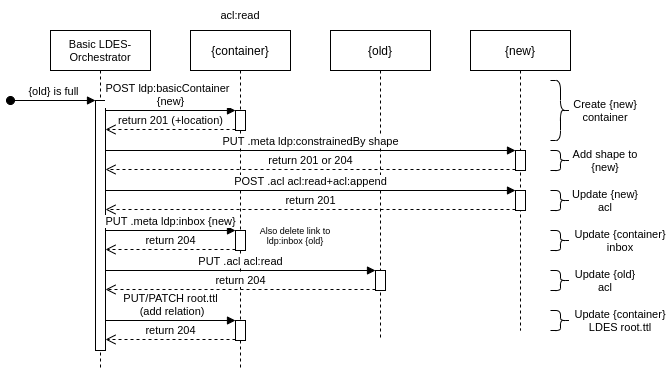 acl:read
Basic LDES-
Orchestrator
{container}
{old}
{new}
{old} is full
POST ldp:basicContainer
{new}
return 201 (+location)
Create {new}
container
PUT .meta ldp:constrainedBy shape
return 201 or 204
Add shape to
{new}
POST .acl acl:read+acl:append
return 201
Update {new}
acl
PUT .meta ldp:inbox {new}
return 204
Also delete link to
ldp:inbox {old}
Update {container}
inbox
PUT .acl acl:read
return 204
Update {old}
acl
PUT/PATCH root.ttl
(add relation)
return 204
Update {container}
LDES root.ttl